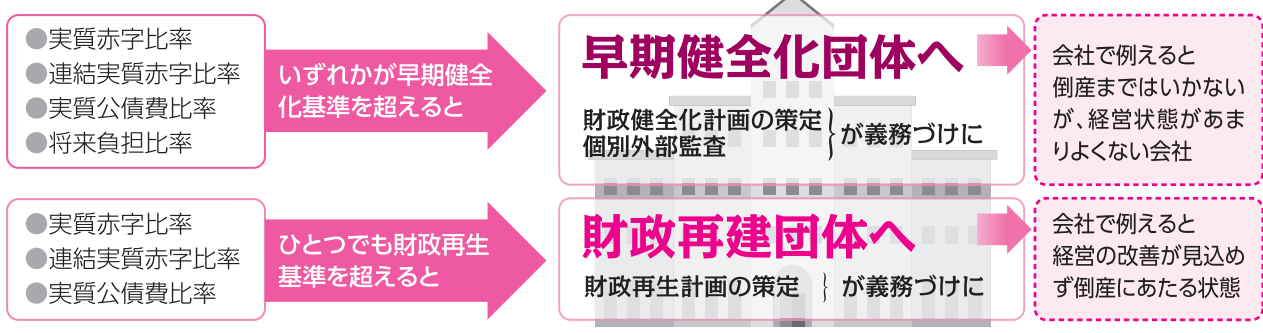 ●実質赤字比率
●連結実質赤字比率
●実質公債費比率
●将来負担比率
いずれかが早期健全
化基準を超えると
早期健全化団体へ
財政健全化計画の策定
個別外部監査
が義務づけに
会社で例えると
倒産まではいかない
が、経営状態があま
りよくない会社
●実質赤字比率
●連結実質赤字比率
●実質公債費比率
ひとつでも財政再生
基準を超えると
財政再建団体へ
財政再生計画の策定
が義務づけに
会社で例えると
経営の改善が見込め
ず倒産にあたる状態